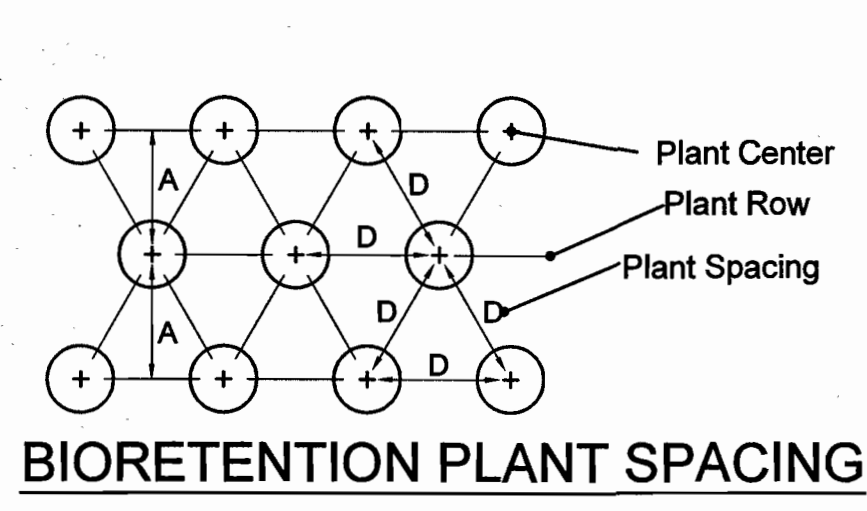 Plant Center
A
D
Plant Row
D
Plant Spacing
D
D
A
D
BIORETENTION PLANT SPACING